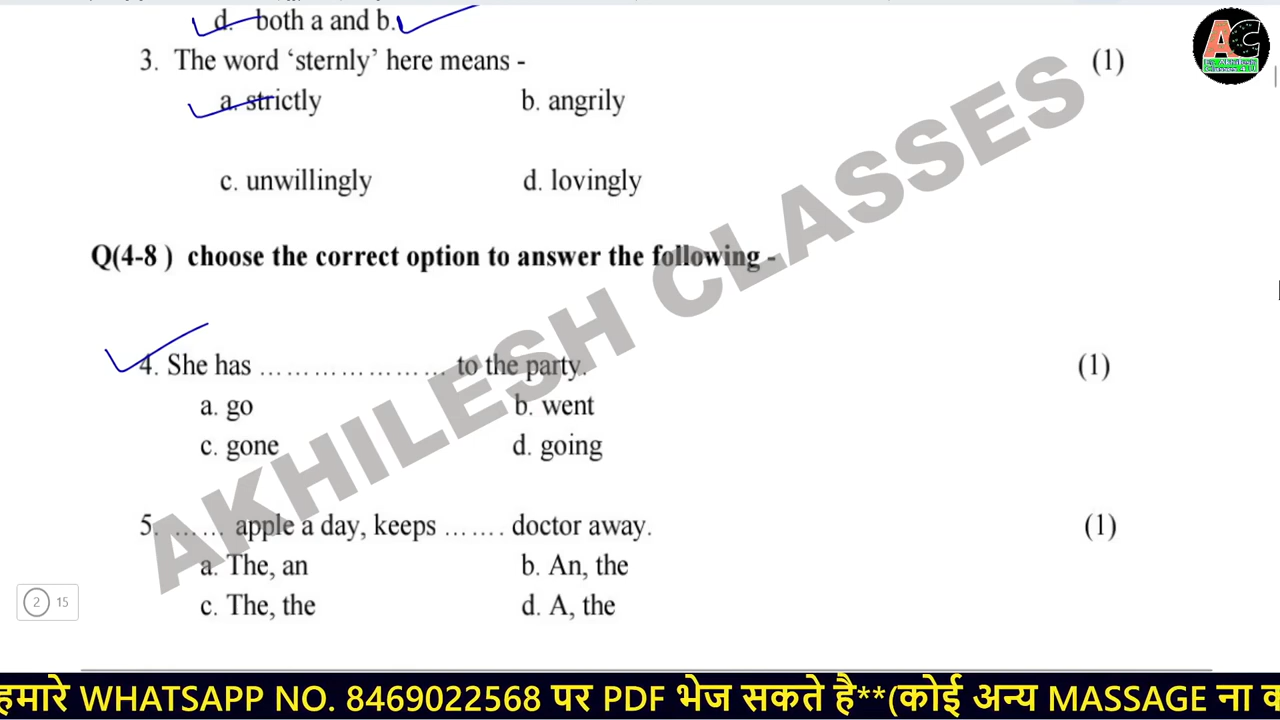 d. both a and b.
3. The word ‘sternly’ here means - (1)
a. strictly b. angrily
c. unwillingly d. lovingly
Q(4-8 ) choose the correct option to answer the following -
4. She has ………………… to the party. (1)
a. go b. went
c. gone d. going
5. …… apple a day, keeps ……. doctor away. (1)
a. The, an b. An, the
c. The, the d. A, the
AKHILESH CLASSES
AC
2 15
हमारे WHATSAPP NO. 8469022568 पर PDF भेज सकते है**(कोई अन्य MASSAGE ना